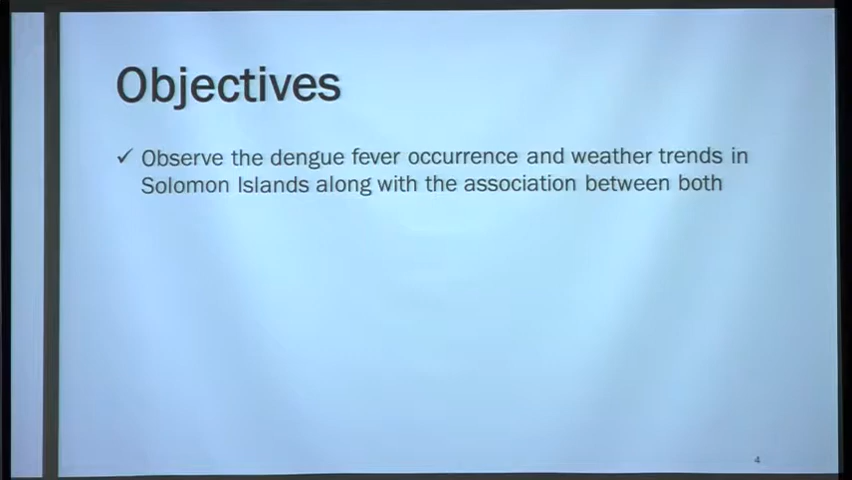 Objectives
✓ Observe the dengue fever occurrence and weather trends in
Solomon Islands along with the association between both
4